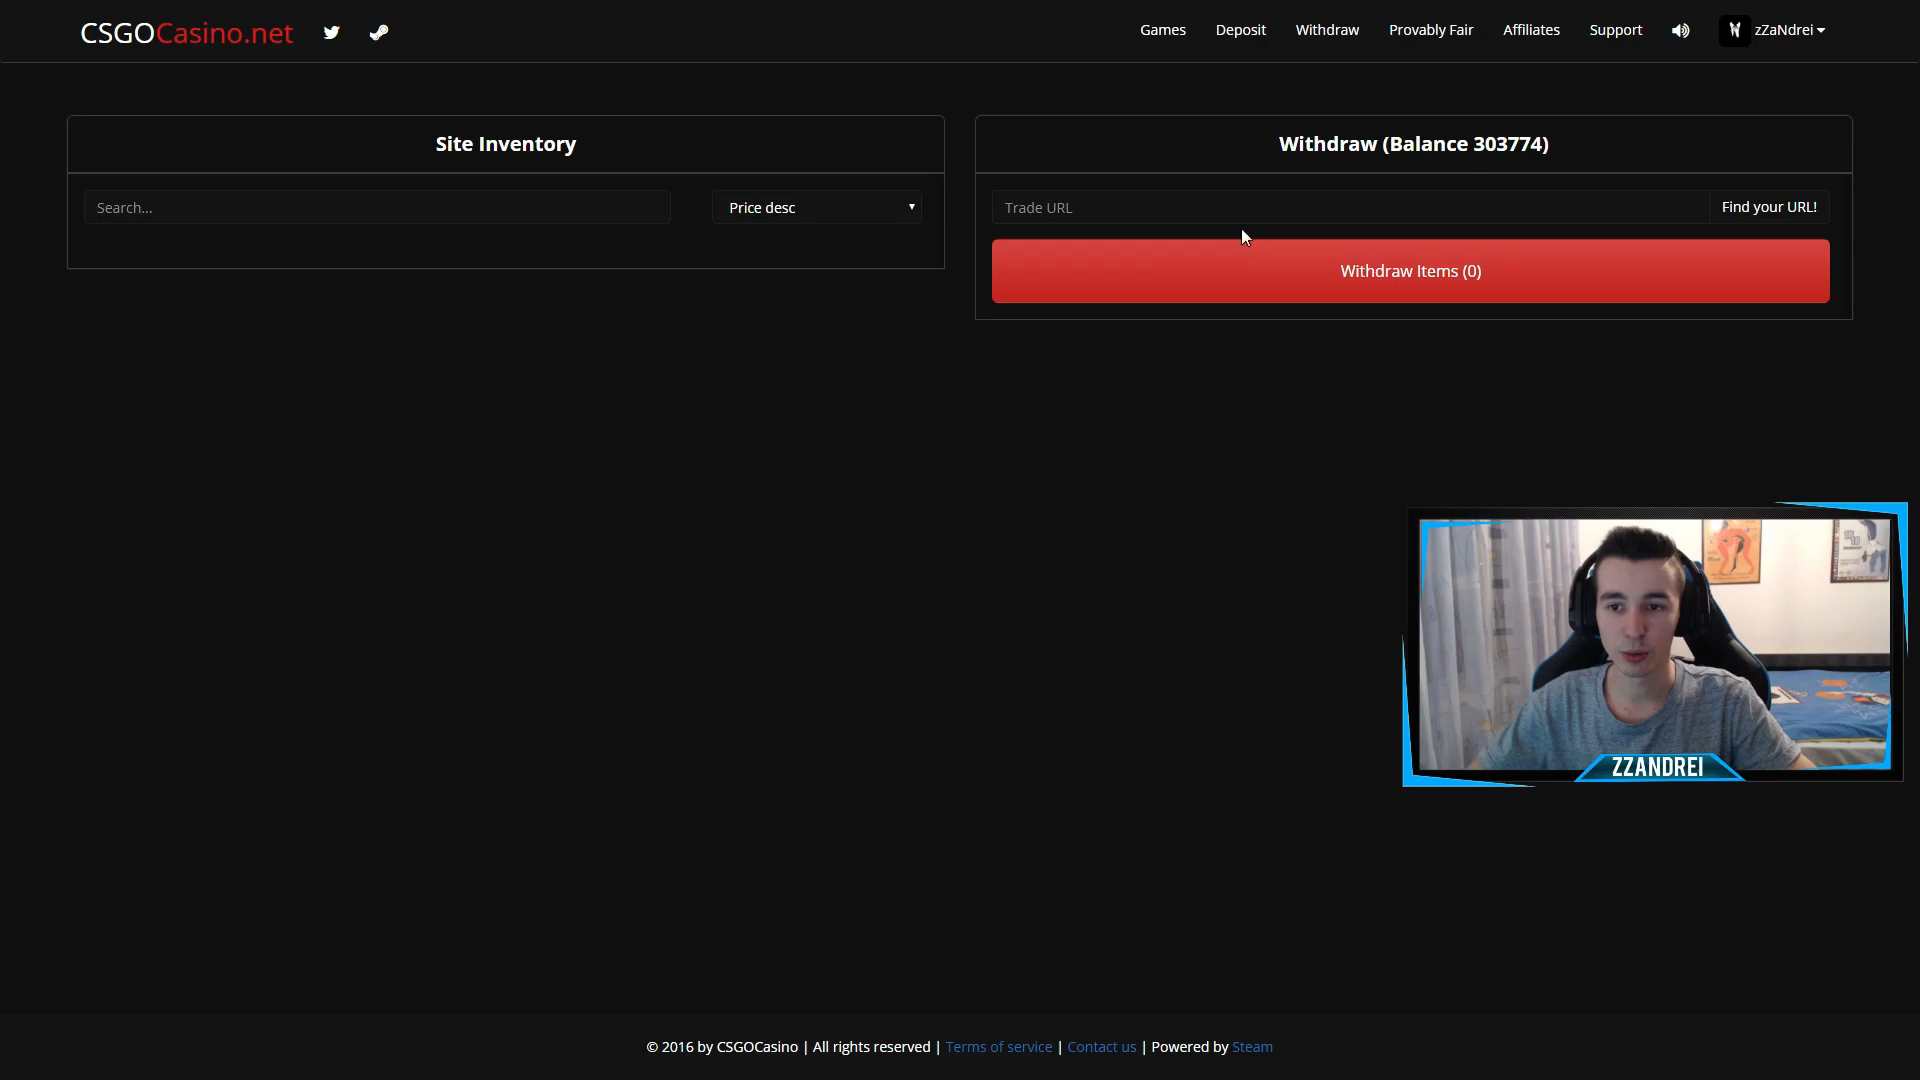 CSGOCasino.net
Games Deposit Withdraw Provably Fair Affiliates Support zZaNdrei
Site Inventory
Search...
Price desc
Withdraw (Balance 303774)
Trade URL
Find your URL!
Withdraw Items (0)
ZZANDREI
© 2016 by CSGOCasino | All rights reserved | Terms of service | Contact us | Powered by Steam